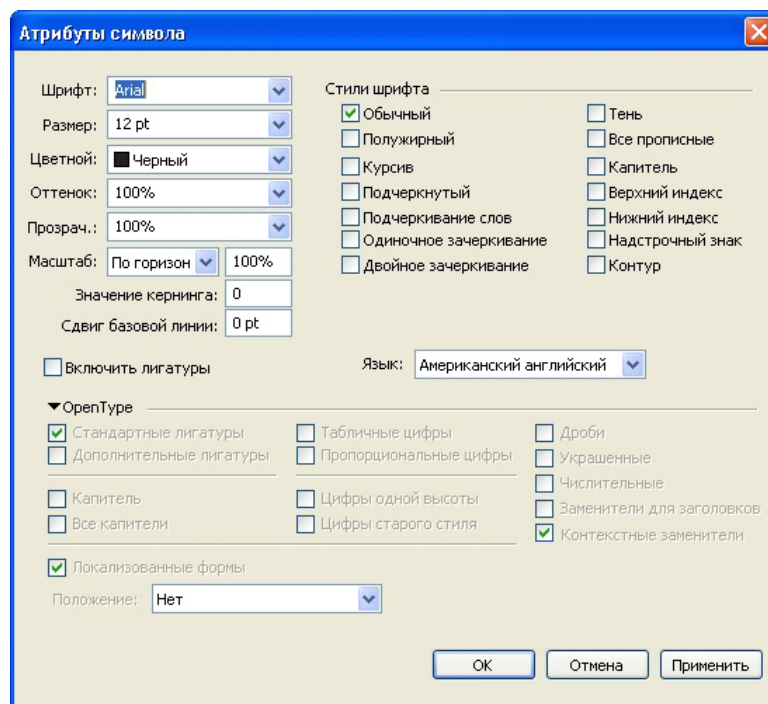 Атрибуты символа
Шрифт: Arial
Размер: 12 pt
Цветной: Черный
Оттенок: 100%
Прозрач.: 100%
Масштаб: По горизон 100%
Значение кернинга: 0
Сдвиг базовой линии: 0 pt
Стили шрифта
Обычный
Полужирный
Курсив
Подчеркнутый
Подчеркивание слов
Одиночное зачеркивание
Двойное зачеркивание
Тень
Все прописные
Капитель
Верхний индекс
Нижний индекс
Надстрочный знак
Контур
Включить лигатуры
Язык: Американский английский
OpenType
Стандартные лигатуры
Дополнительные лигатуры
Капитель
Все капители
Табличные цифры
Пропорциональные цифры
Цифры одной высоты
Цифры старого стиля
Дроби
Украшенные
Числительные
Заменители для заголовков
Контекстные заменители
Локализованные формы
Положение: Нет
ОК
Отмена
Применить